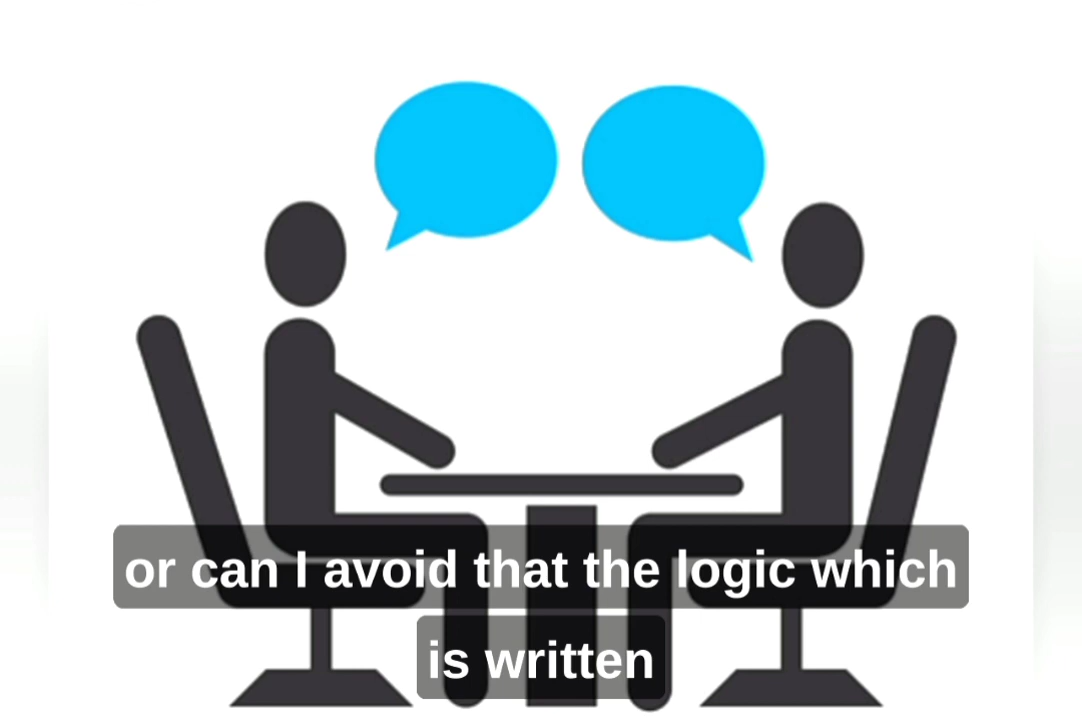 or can I avoid that the logic which
is written